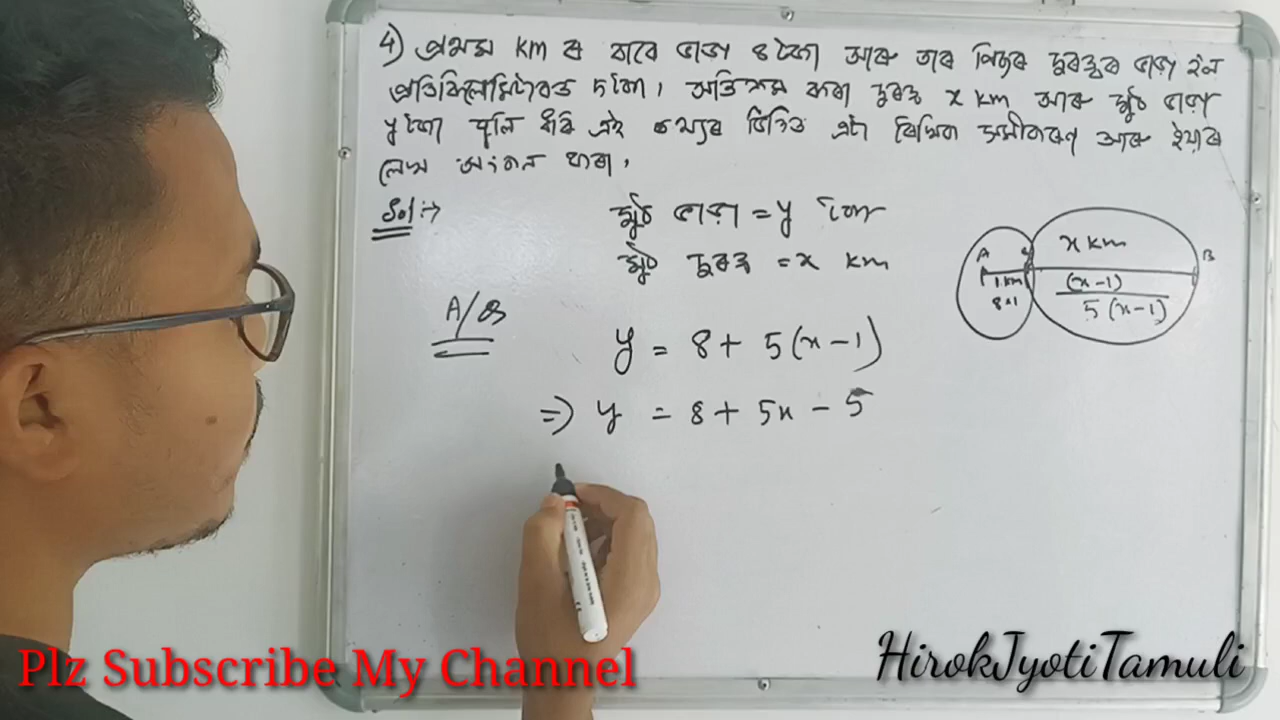 4) প্ৰথম km ৰ বাবে ভাৰা 8 টকা আৰু তাৰ পিছৰ দুৰত্বৰ ভাৰা হ'ল
প্ৰতিকিলোমিটাৰত ৫ টকা। অতিক্ৰম কৰা দুৰত্ব x km আৰু মুঠ ভাৰা
y টকা বুলি ধৰি এই তথ্যৰ ভিত্তিত এটা ৰৈখিক সমীকৰণ আৰু ইয়াৰ
লেখ অংকন কৰা।
Sol :→
মুঠ ভাৰা = y টকা
মুঠ দুৰত্ব = x km
A
x km
B
1 km
(x-1)
5(x-1)
A/Q
y = 8 + 5(x-1)
=) y = 8 + 5x - 5
Plz Subscribe My Channel
HirokJyotiTamuli